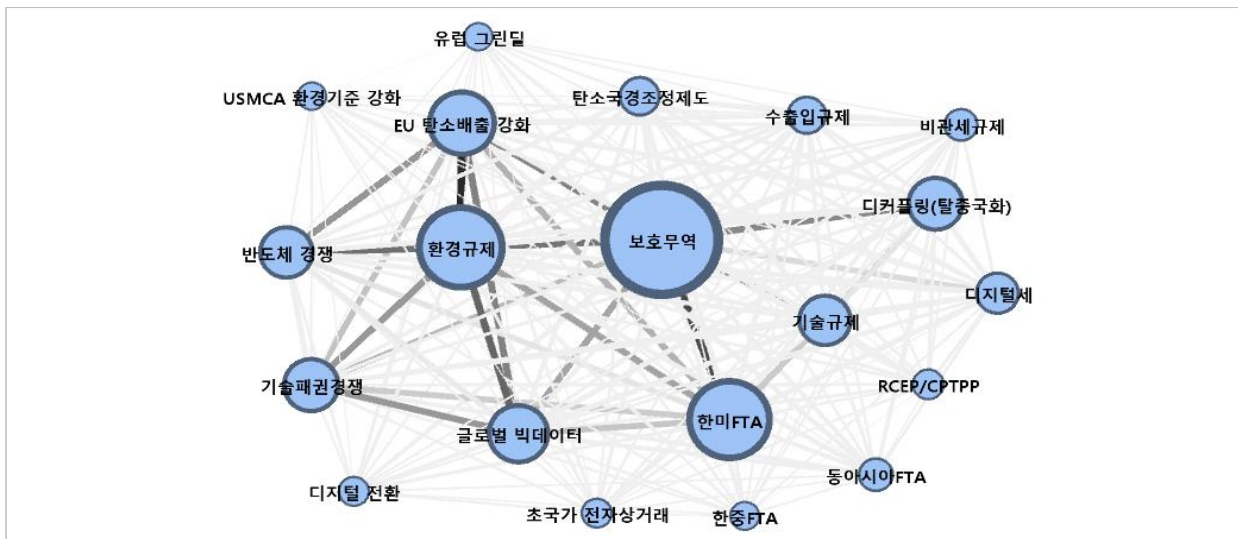 유럽 그린딜
USMCA 환경기준 강화
탄소국경조정제도
EU 탄소배출 강화
수출입규제
비관세규제
디커플링(탈중국화)
반도체 경쟁
환경규제
보호무역
디지털세
기술규제
기술패권경쟁
RCEP/CPTPP
글로벌 빅데이터
한미FTA
동아시아FTA
디지털 전환
초국가 전자상거래
한중FTA